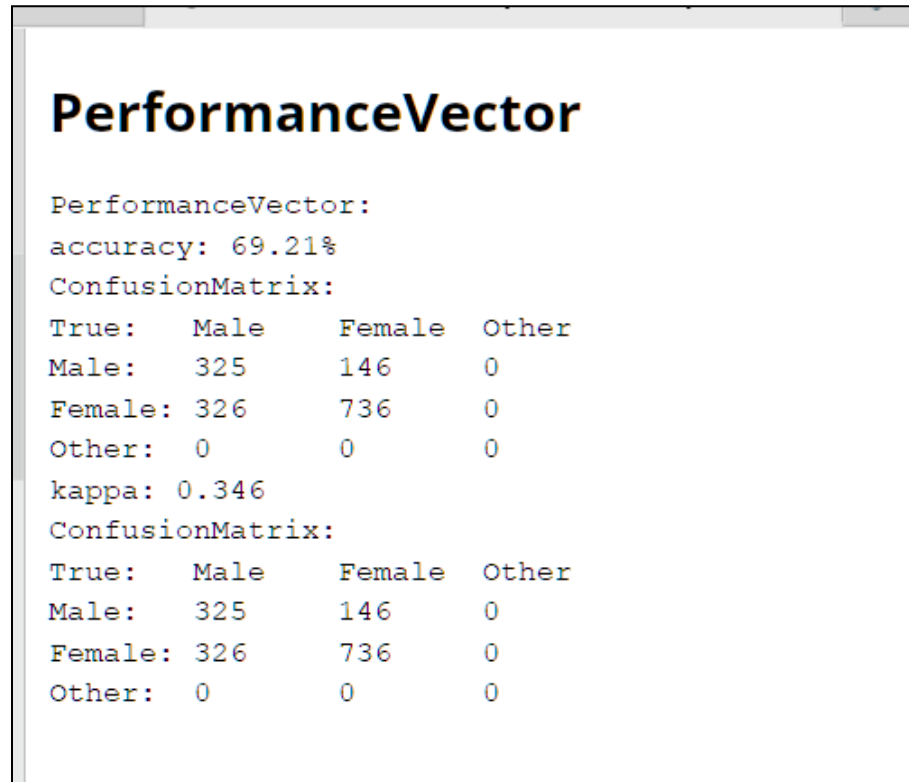 PerformanceVector
PerformanceVector:
accuracy: 69.21%
ConfusionMatrix:
True: Male Female Other
Male: 325 146 0
Female: 326 736 0
Other: 0 0 0
kappa: 0.346
ConfusionMatrix:
True: Male Female Other
Male: 325 146 0
Female: 326 736 0
Other: 0 0 0